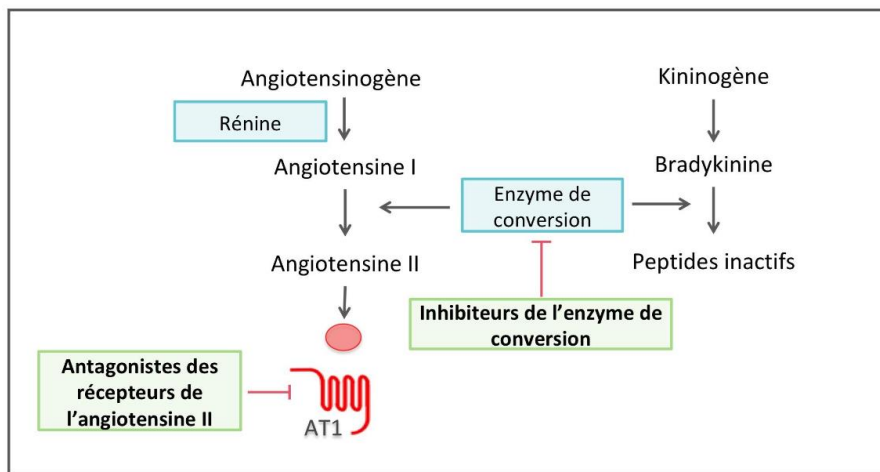 Angiotensinogène
Kininogène
Rénine
Angiotensine I
Bradykinine
Enzyme de
conversion
Angiotensine II
Peptides inactifs
Inhibiteurs de l’enzyme de
conversion
Antagonistes des
récepteurs de
l’angiotensine II
AT1